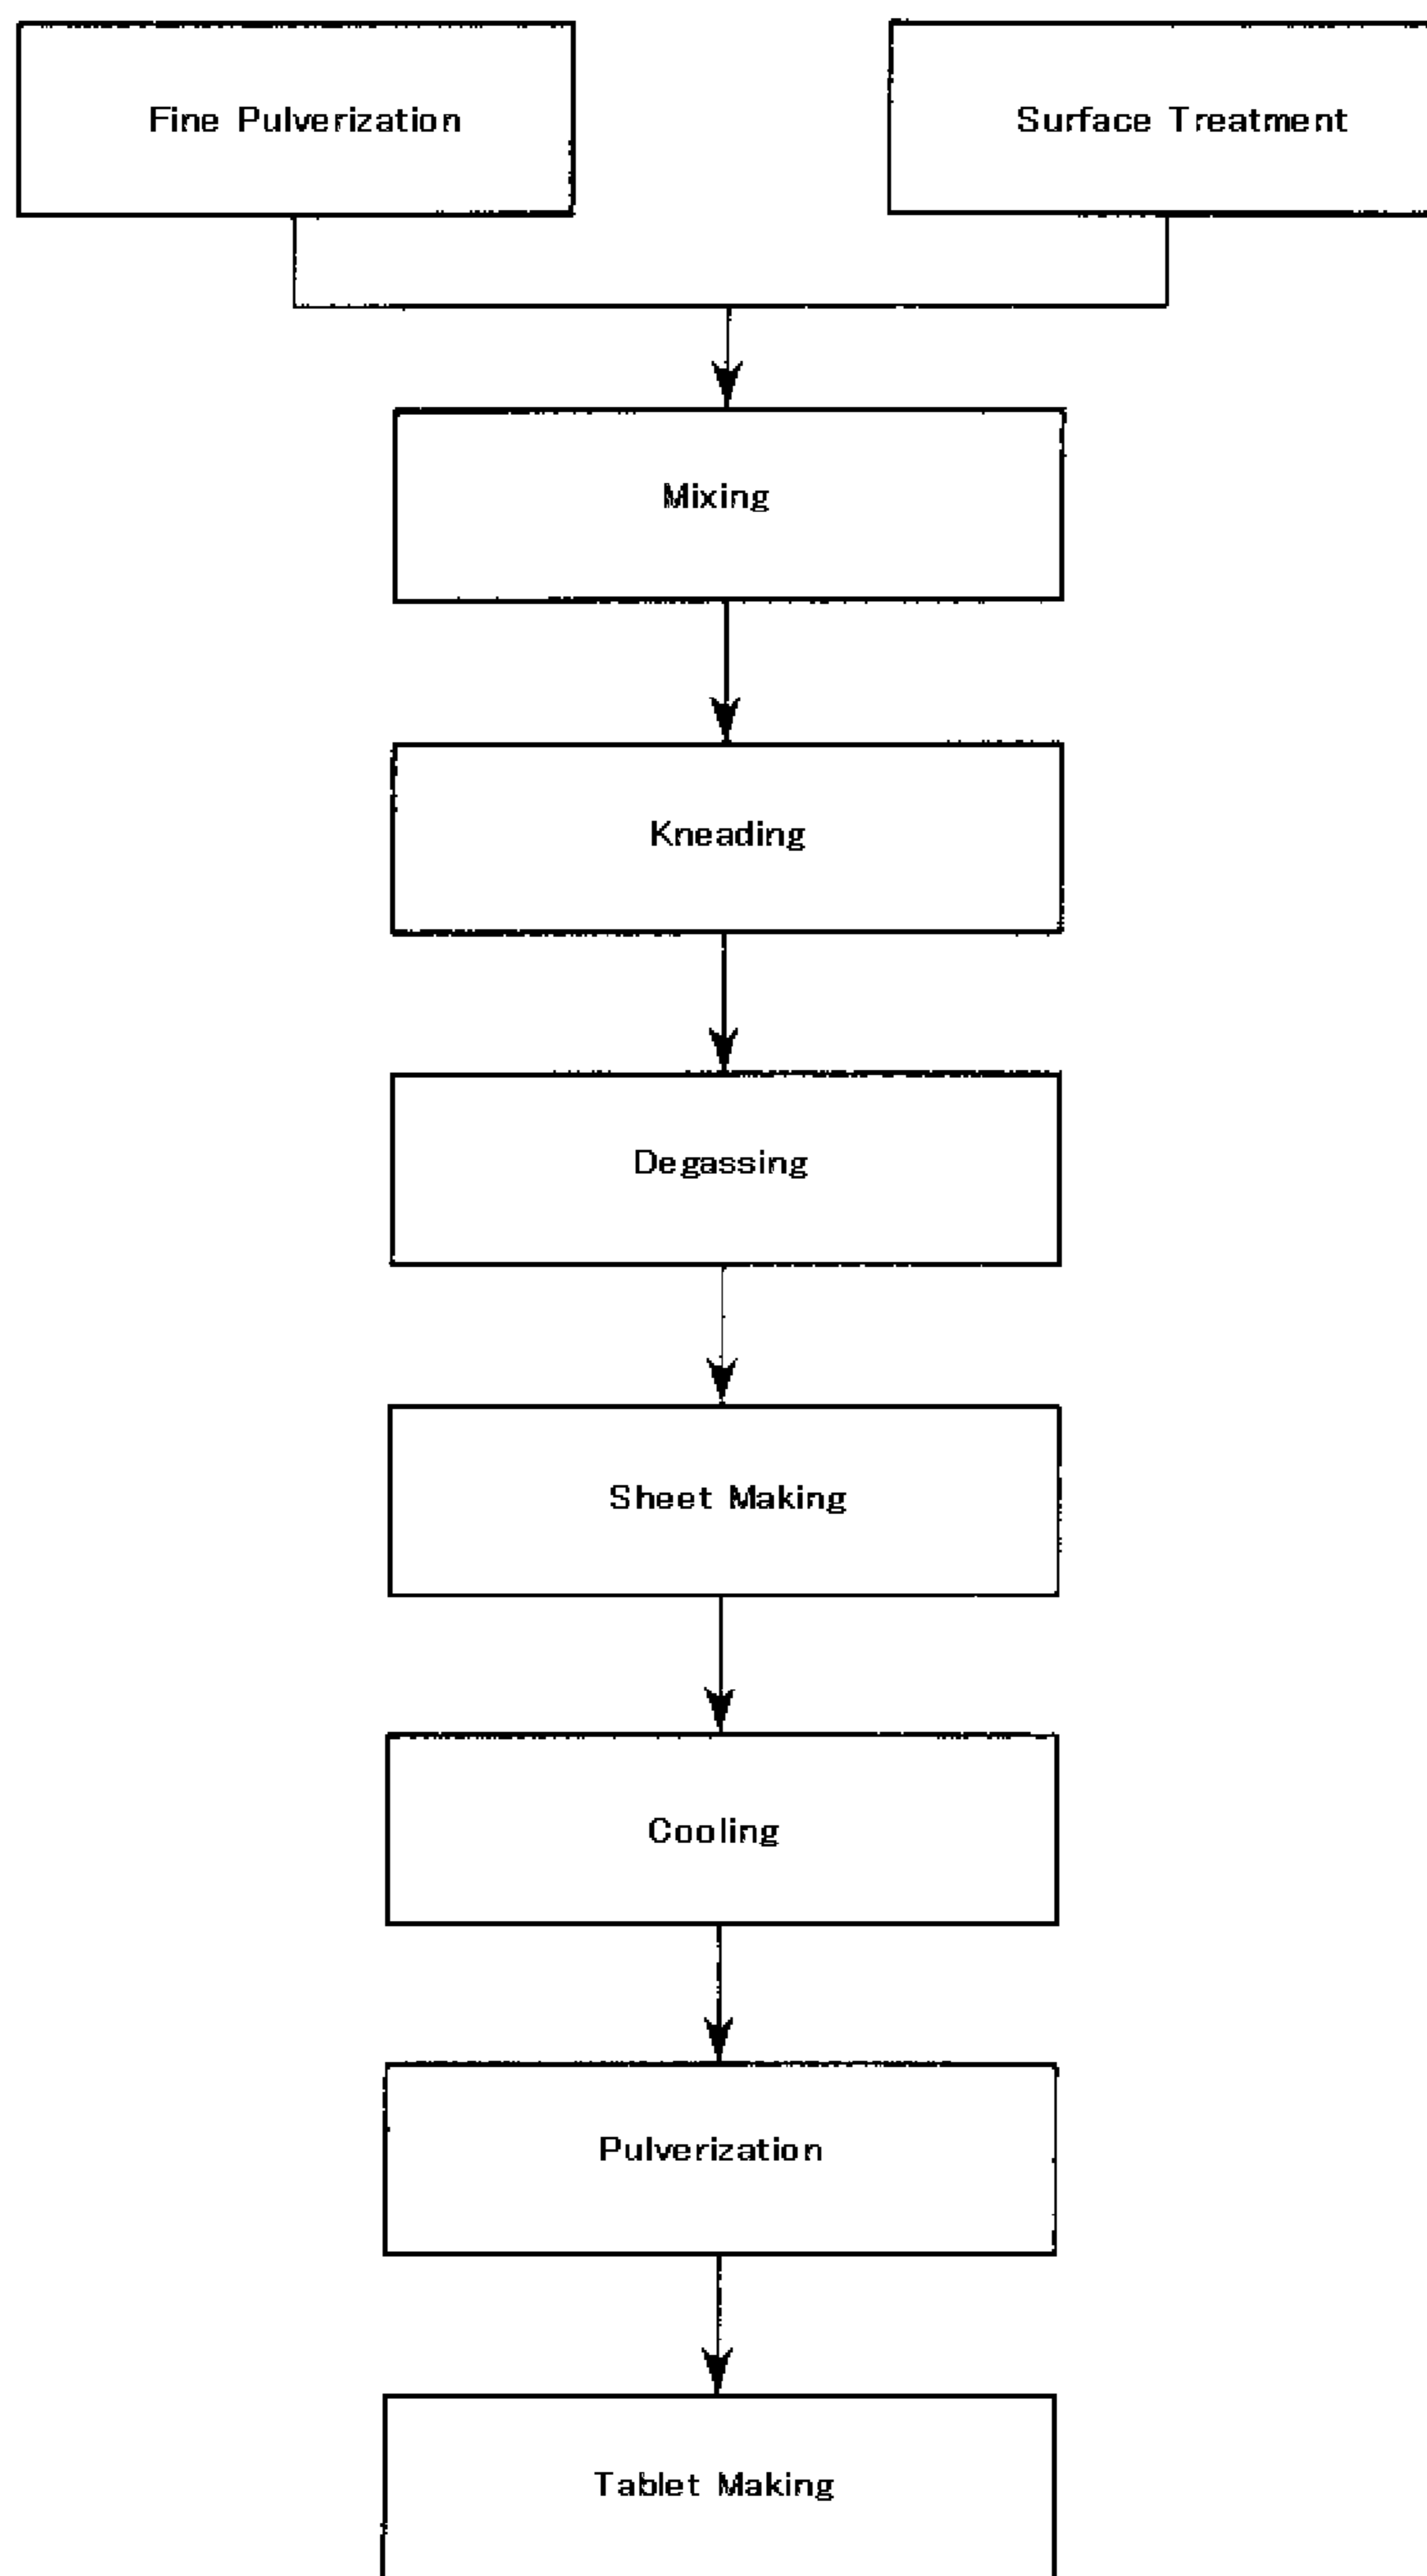 Fine Pulverization
Surface Treatment
Mixing
Kneading
Degassing
Sheet Making
Cooling
Pulverization
Tablet Making